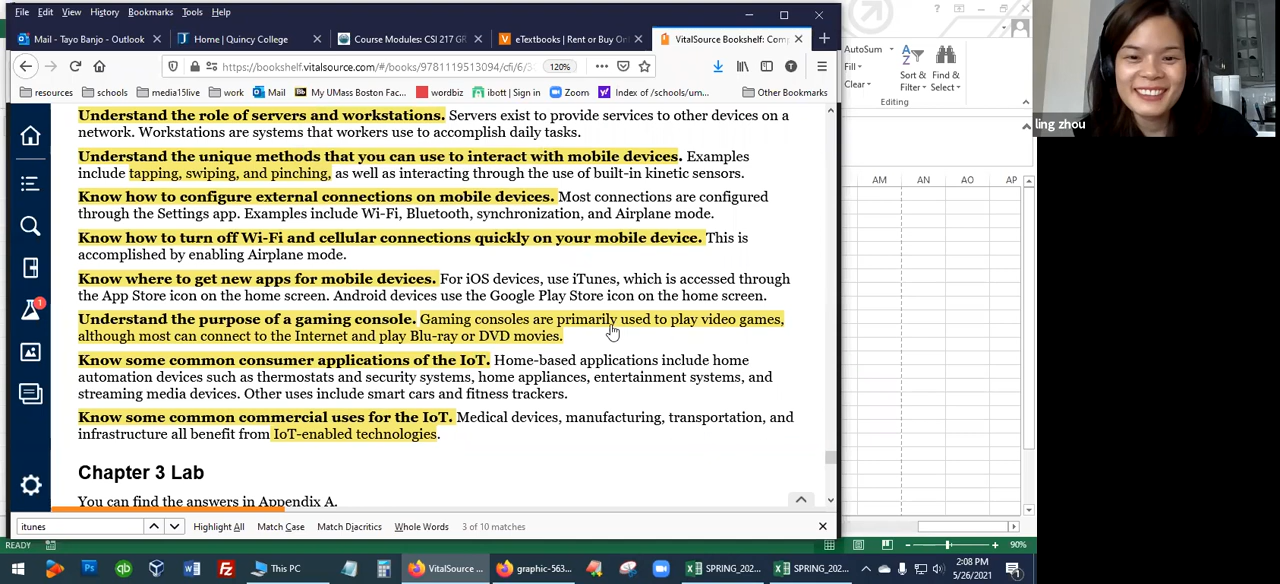 File Edit View History Bookmarks Tools Help
Mail - Tayo Banjo - Outlook
Home | Quincy College
Course Modules: CSI 217 GR
eTextbooks | Rent or Buy On
VitalSource Bookshelf: Com
https://bookshelf.vitalsource.com/#/books/9781119513094/cfi/6/3
120%
resources schools media15live work Mail My UMass Boston Fac... wordbiz ibott | Sign in Zoom Index of /schools/um... Other Bookmarks
Understand the role of servers and workstations. Servers exist to provide services to other devices on a
network. Workstations are systems that workers use to accomplish daily tasks.
Understand the unique methods that you can use to interact with mobile devices. Examples
include tapping, swiping, and pinching, as well as interacting through the use of built-in kinetic sensors.
Know how to configure external connections on mobile devices. Most connections are configured
through the Settings app. Examples include Wi-Fi, Bluetooth, synchronization, and Airplane mode.
Know how to turn off Wi-Fi and cellular connections quickly on your mobile device. This is
accomplished by enabling Airplane mode.
Know where to get new apps for mobile devices. For iOS devices, use iTunes, which is accessed through
the App Store icon on the home screen. Android devices use the Google Play Store icon on the home screen.
Understand the purpose of a gaming console. Gaming consoles are primarily used to play video games,
although most can connect to the Internet and play Blu-ray or DVD movies.
Know some common consumer applications of the IoT. Home-based applications include home
automation devices such as thermostats and security systems, home appliances, entertainment systems, and
streaming media devices. Other uses include smart cars and fitness trackers.
Know some common commercial uses for the IoT. Medical devices, manufacturing, transportation, and
infrastructure all benefit from IoT-enabled technologies.
Chapter 3 Lab
You can find the answers in Appendix A.
1
itunes
Highlight All Match Case Match Diacritics Whole Words 3 of 10 matches
AutoSum
Fill
Clear
Sort &
Filter
Find &
Select
Editing
AM AN AO AP
ling zhou
READY
90%
This PC
VitalSource ...
graphic-563...
SPRING_202...
SPRING_202...
2:08 PM
5/26/2021
1